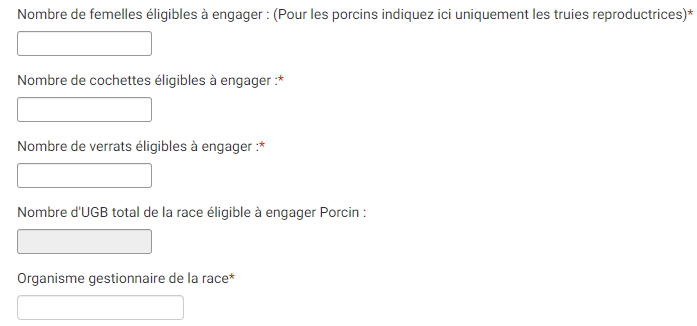 Nombre de femelles éligibles à engager : (Pour les porcins indiquez ici uniquement les truies reproductrices)*
Nombre de cochettes éligibles à engager :*
Nombre de verrats éligibles à engager :*
Nombre d'UGB total de la race éligible à engager Porcin :
Organisme gestionnaire de la race*